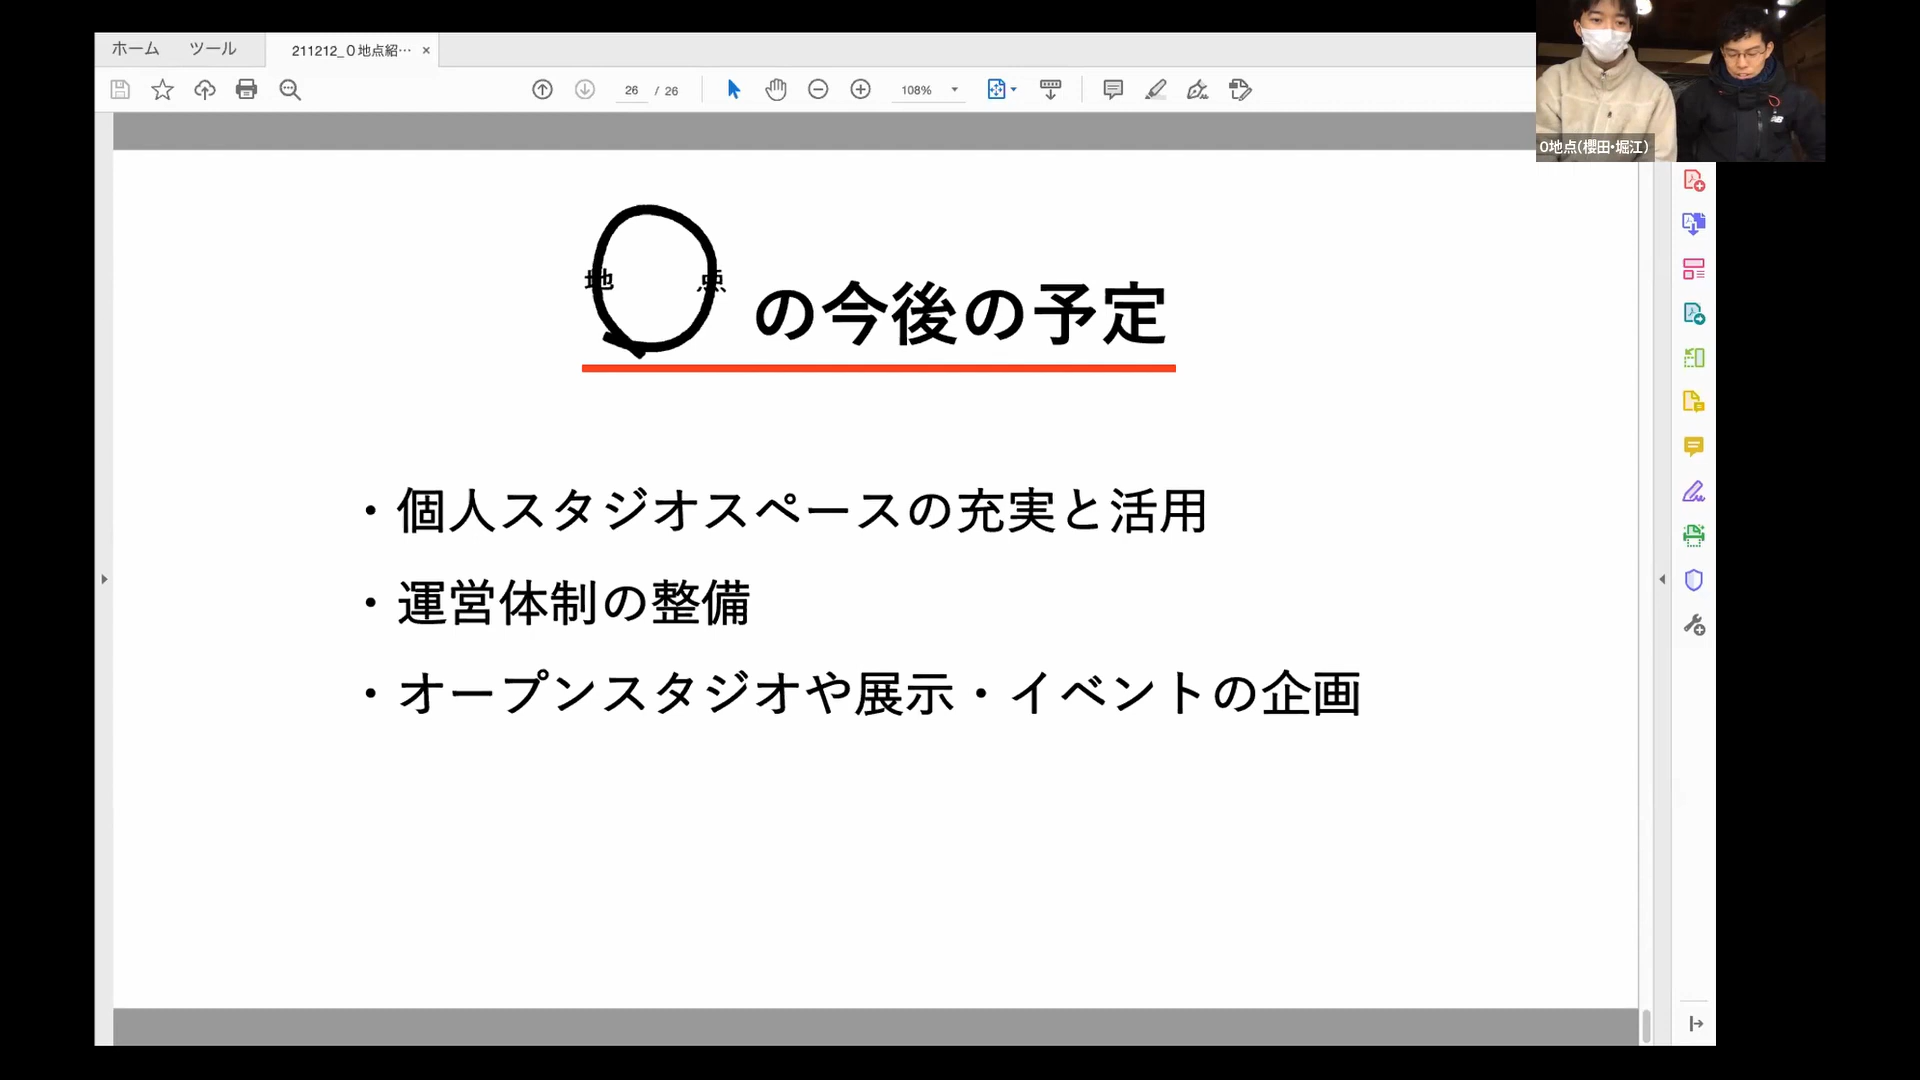 ホーム ツール 211212_０地点紹… ×
26 / 26 108%
0地点(櫻田・堀江)
地 点 の今後の予定
・個人スタジオスペースの充実と活用
・運営体制の整備
・オープンスタジオや展示・イベントの企画